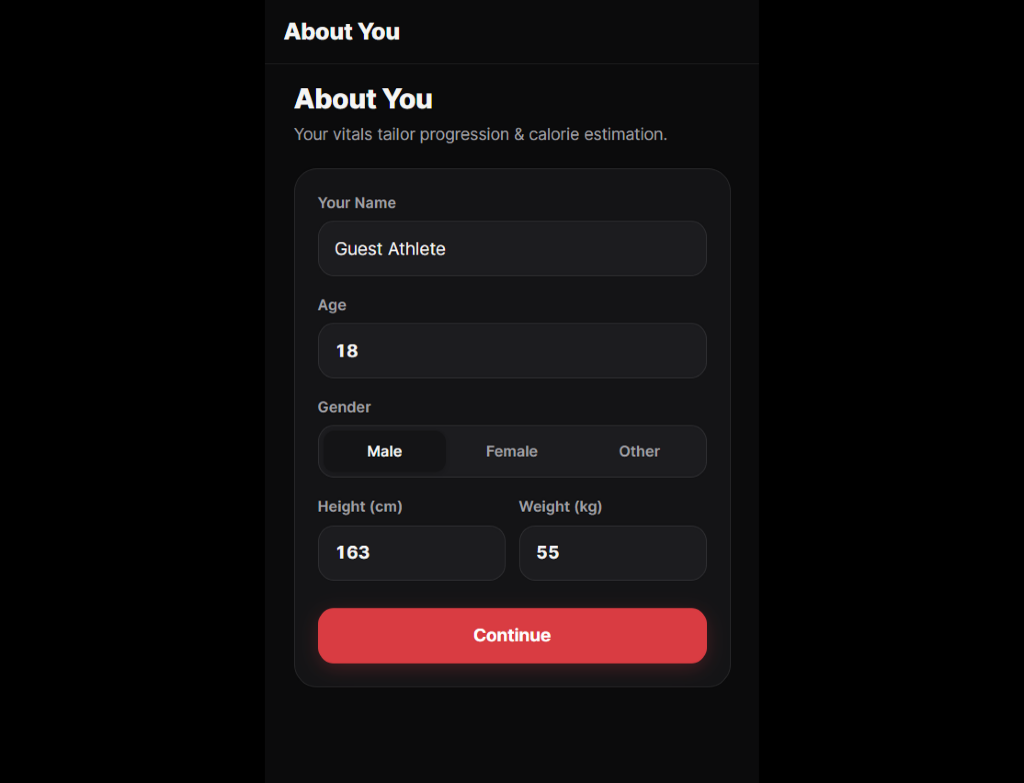 About You
About You
Your vitals tailor progression & calorie estimation.
Your Name
Guest Athlete
Age
18
Gender
Male Female Other
Height (cm) Weight (kg)
163 55
Continue